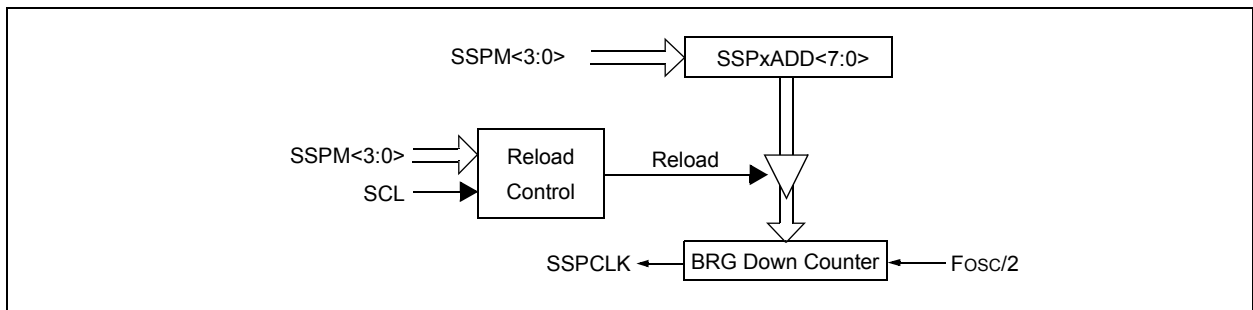 SSPM<3:0>
SSPxADD<7:0>
SSPM<3:0>
SCL
Reload
Control
Reload
SSPCLK
BRG Down Counter
FOSC/2